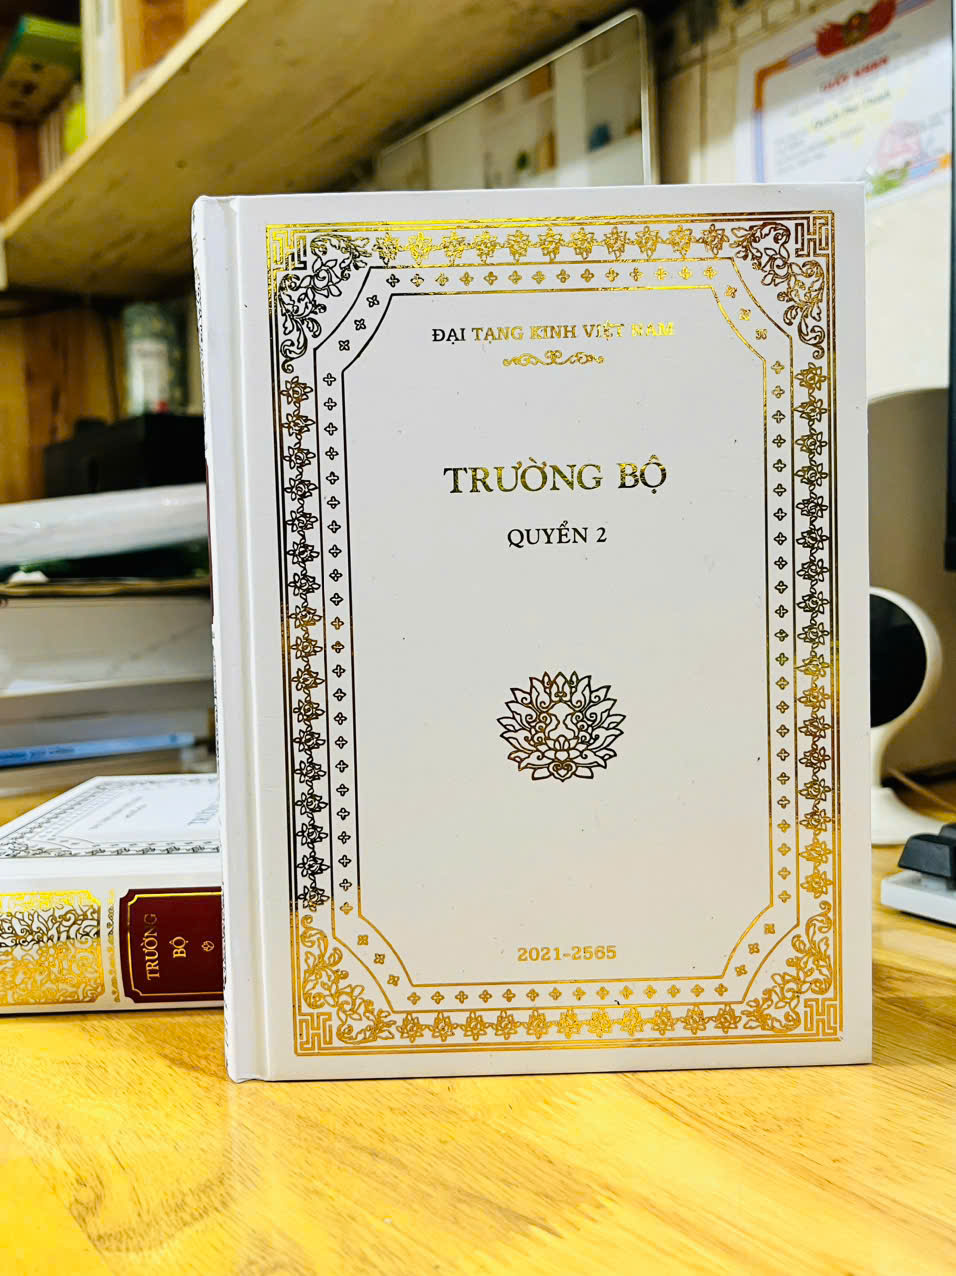 ĐẠI TẠNG KINH VIỆT NAM
TRƯỜNG BỘ
QUYỂN 2
2021-2565
TRƯỜNG
BỘ